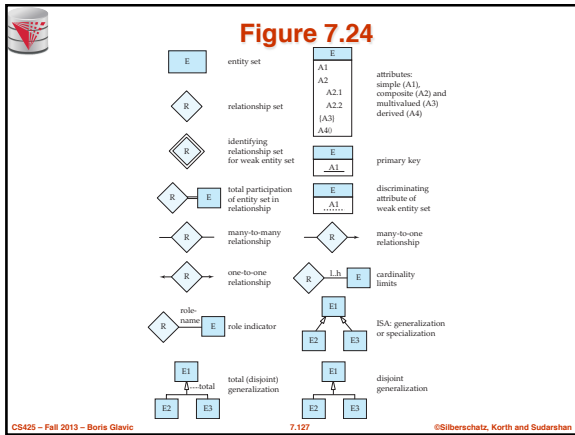 Figure 7.24
E
entity set
R
relationship set
R
identifying
relationship set
for weak entity set
R
E
total participation
of entity set in
relationship
R
many-to-many
relationship
R
one-to-one
relationship
R
role-
name
E
role indicator
E1
total
E2
E3
total (disjoint)
generalization
E
A1
A2
A2.1
A2.2
{A3}
A4()
attributes:
simple (A1),
composite (A2) and
multivalued (A3)
derived (A4)
E
A1
primary key
E
A1
discriminating
attribute of
weak entity set
R
many-to-one
relationship
R
l..h
E
cardinality
limits
E1
E2
E3
ISA: generalization
or specialization
E1
E2
E3
disjoint
generalization
CS425 – Fall 2013 – Boris Glavic
7.127
©Silberschatz, Korth and Sudarshan